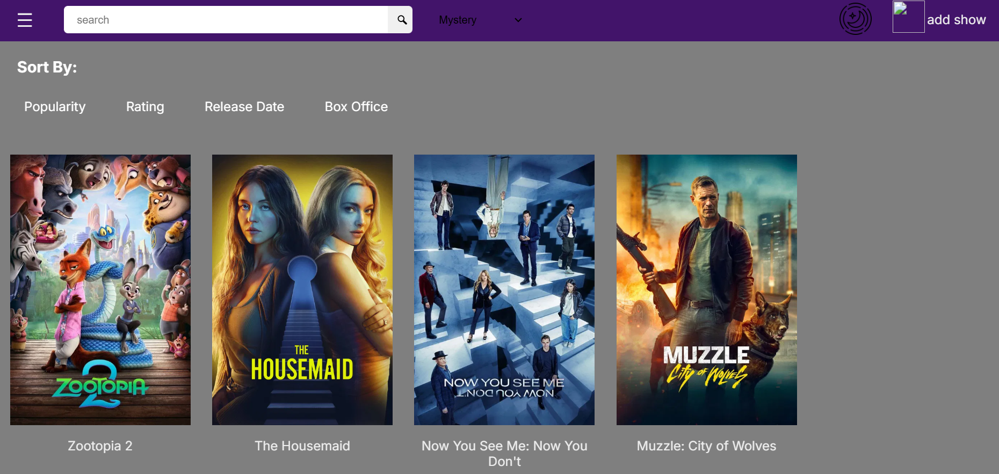 search
Mystery
add show
Sort By:
Popularity
Rating
Release Date
Box Office
2
ZOOTOPIA
THE
HOUSEMAID
NOW YOU SEE ME
NOW YOU DON'T
MUZZLE
CITY OF WOLVES
Zootopia 2
The Housemaid
Now You See Me: Now You
Don't
Muzzle: City of Wolves